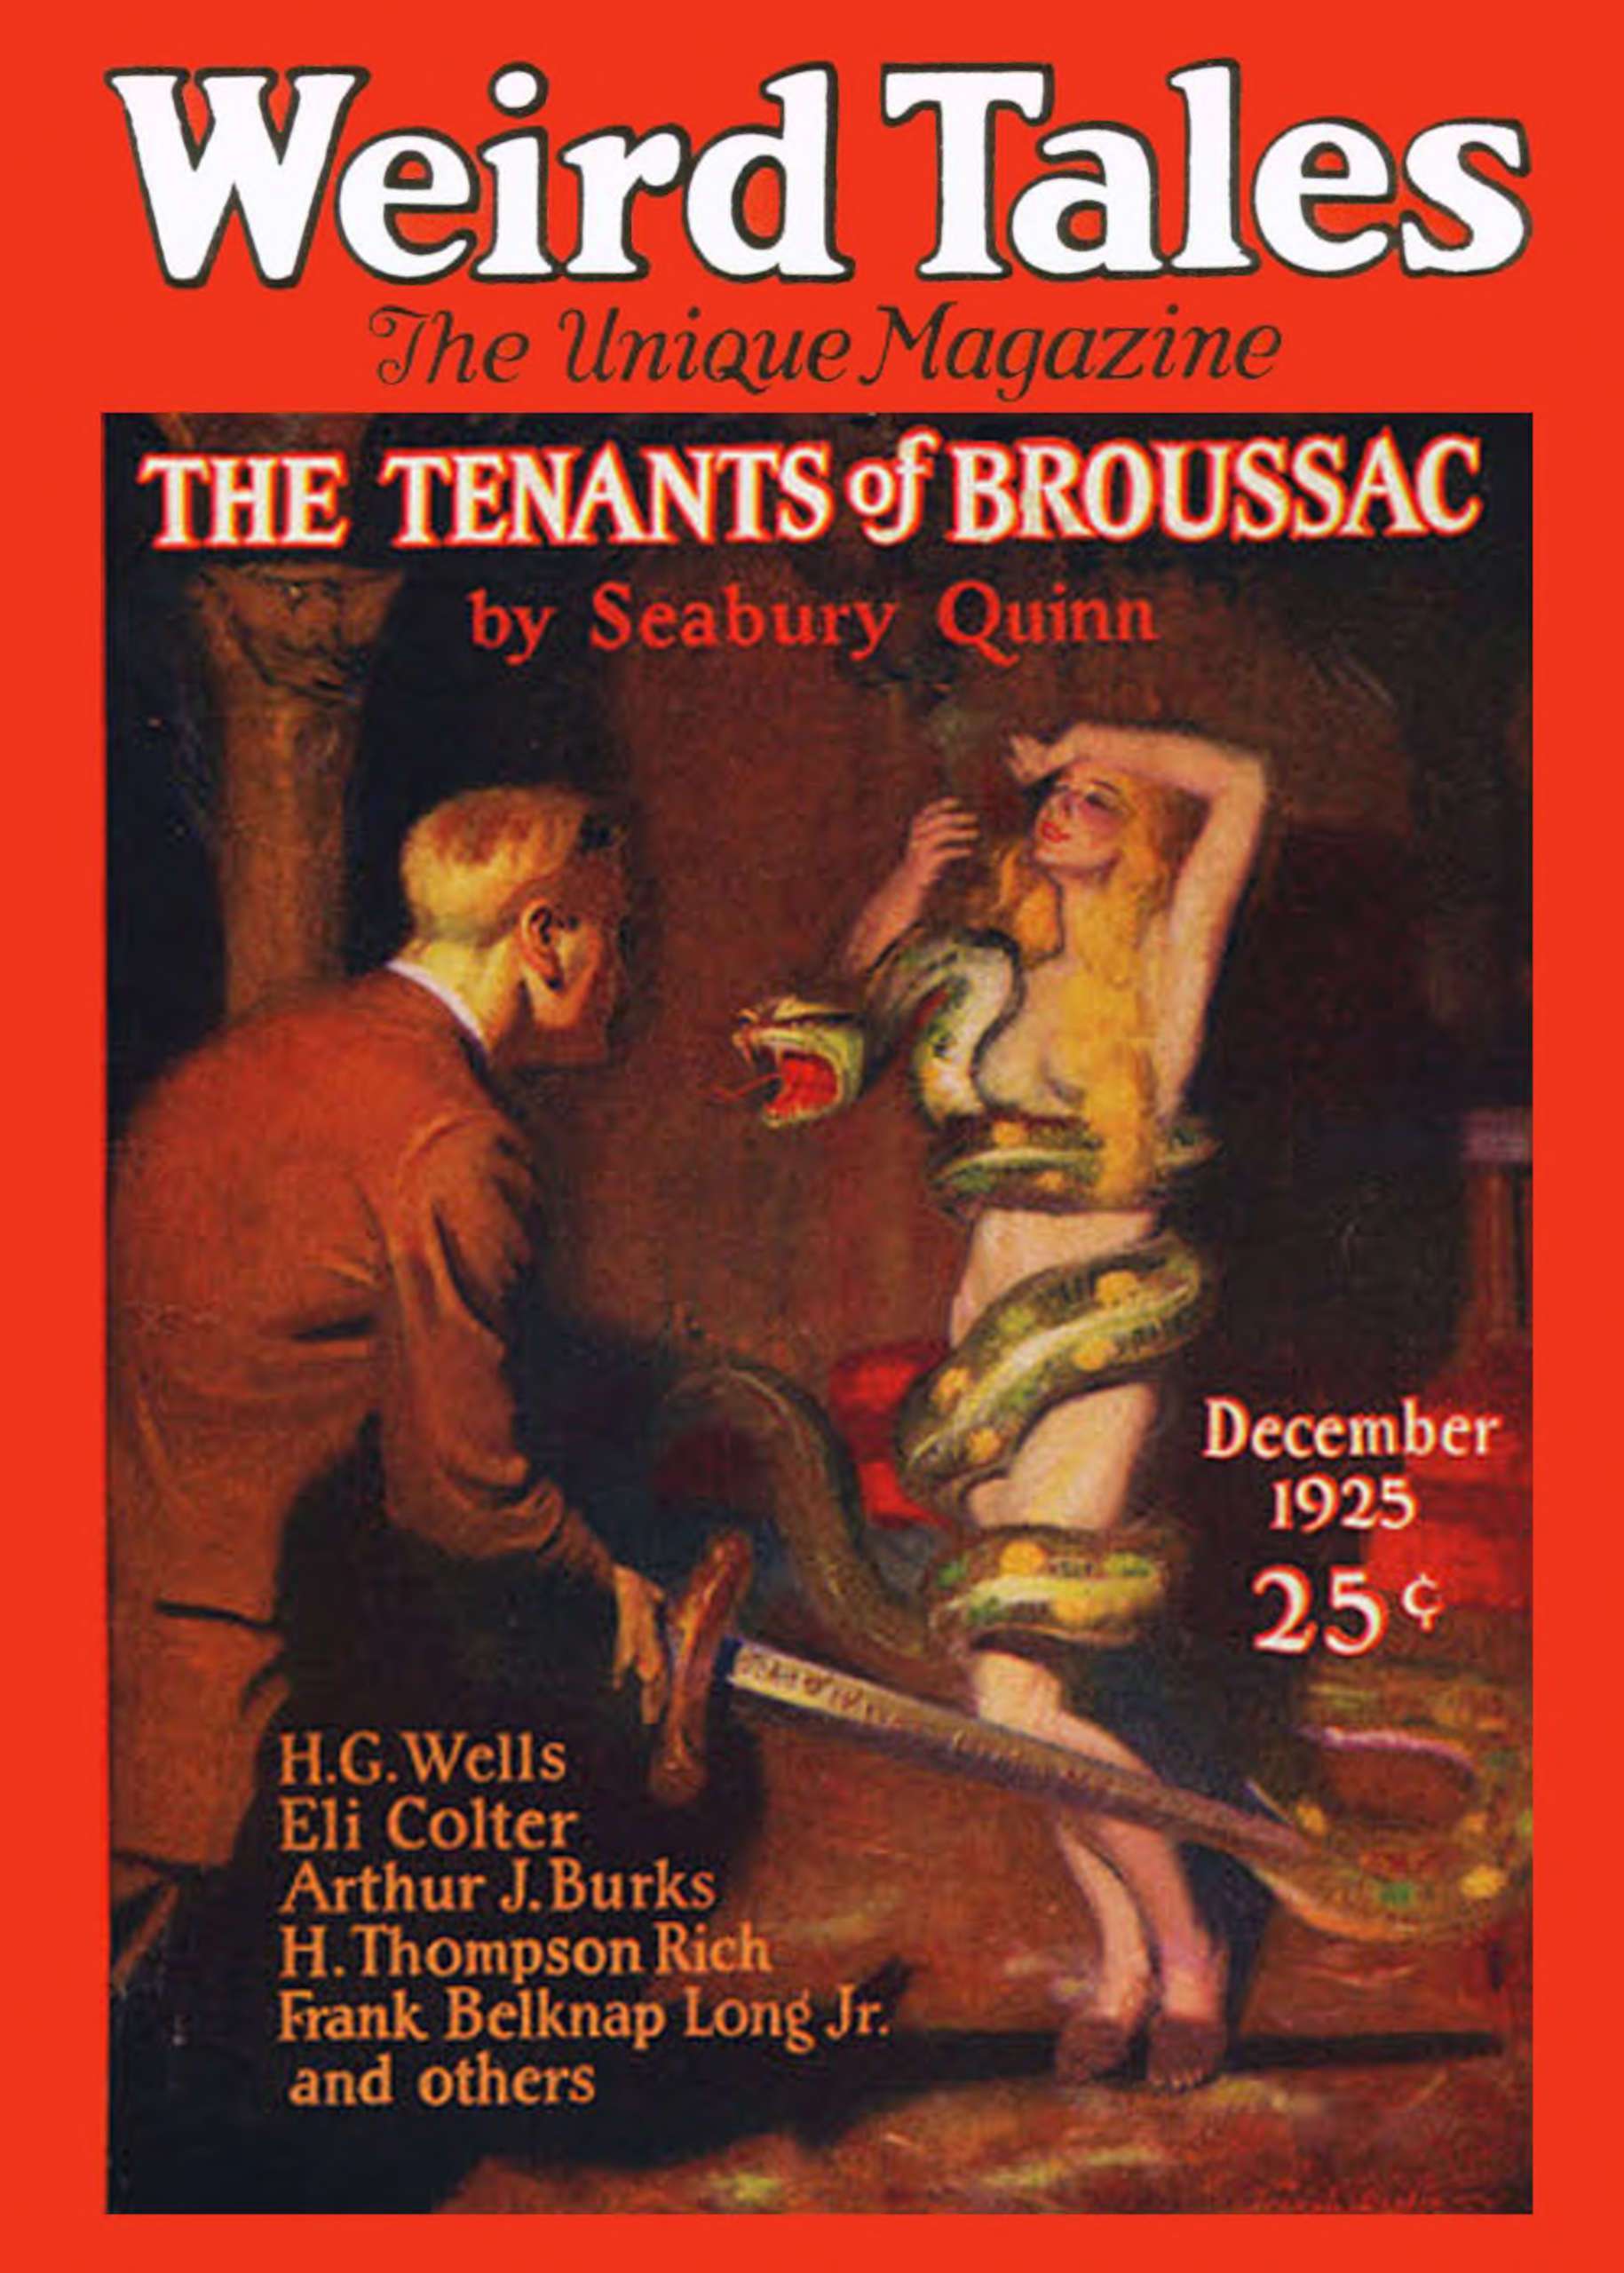 Weird Tales
The Unique Magazine
THE TENANTS of BROUSSAC
by Seabury Quinn
December
1925
25¢
H.G. Wells
Eli Colter
Arthur J. Burks
H. Thompson Rich
Frank Belknap Long Jr.
and others